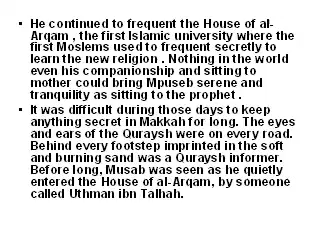 • He continued to frequent the House of al-
Arqam , the first Islamic university where the
first Moslems used to frequent secretly to
learn the new religion . Nothing in the world
even his companionship and sitting to
mother could bring Mpuseb serene and
tranquility as sitting to the prophet .
• It was difficult during those days to keep
anything secret in Makkah for long. The eyes
and ears of the Quraysh were on every road.
Behind every footstep imprinted in the soft
and burning sand was a Quraysh informer.
Before long, Musab was seen as he quietly
entered the House of al-Arqam, by someone
called Uthman ibn Talhah.